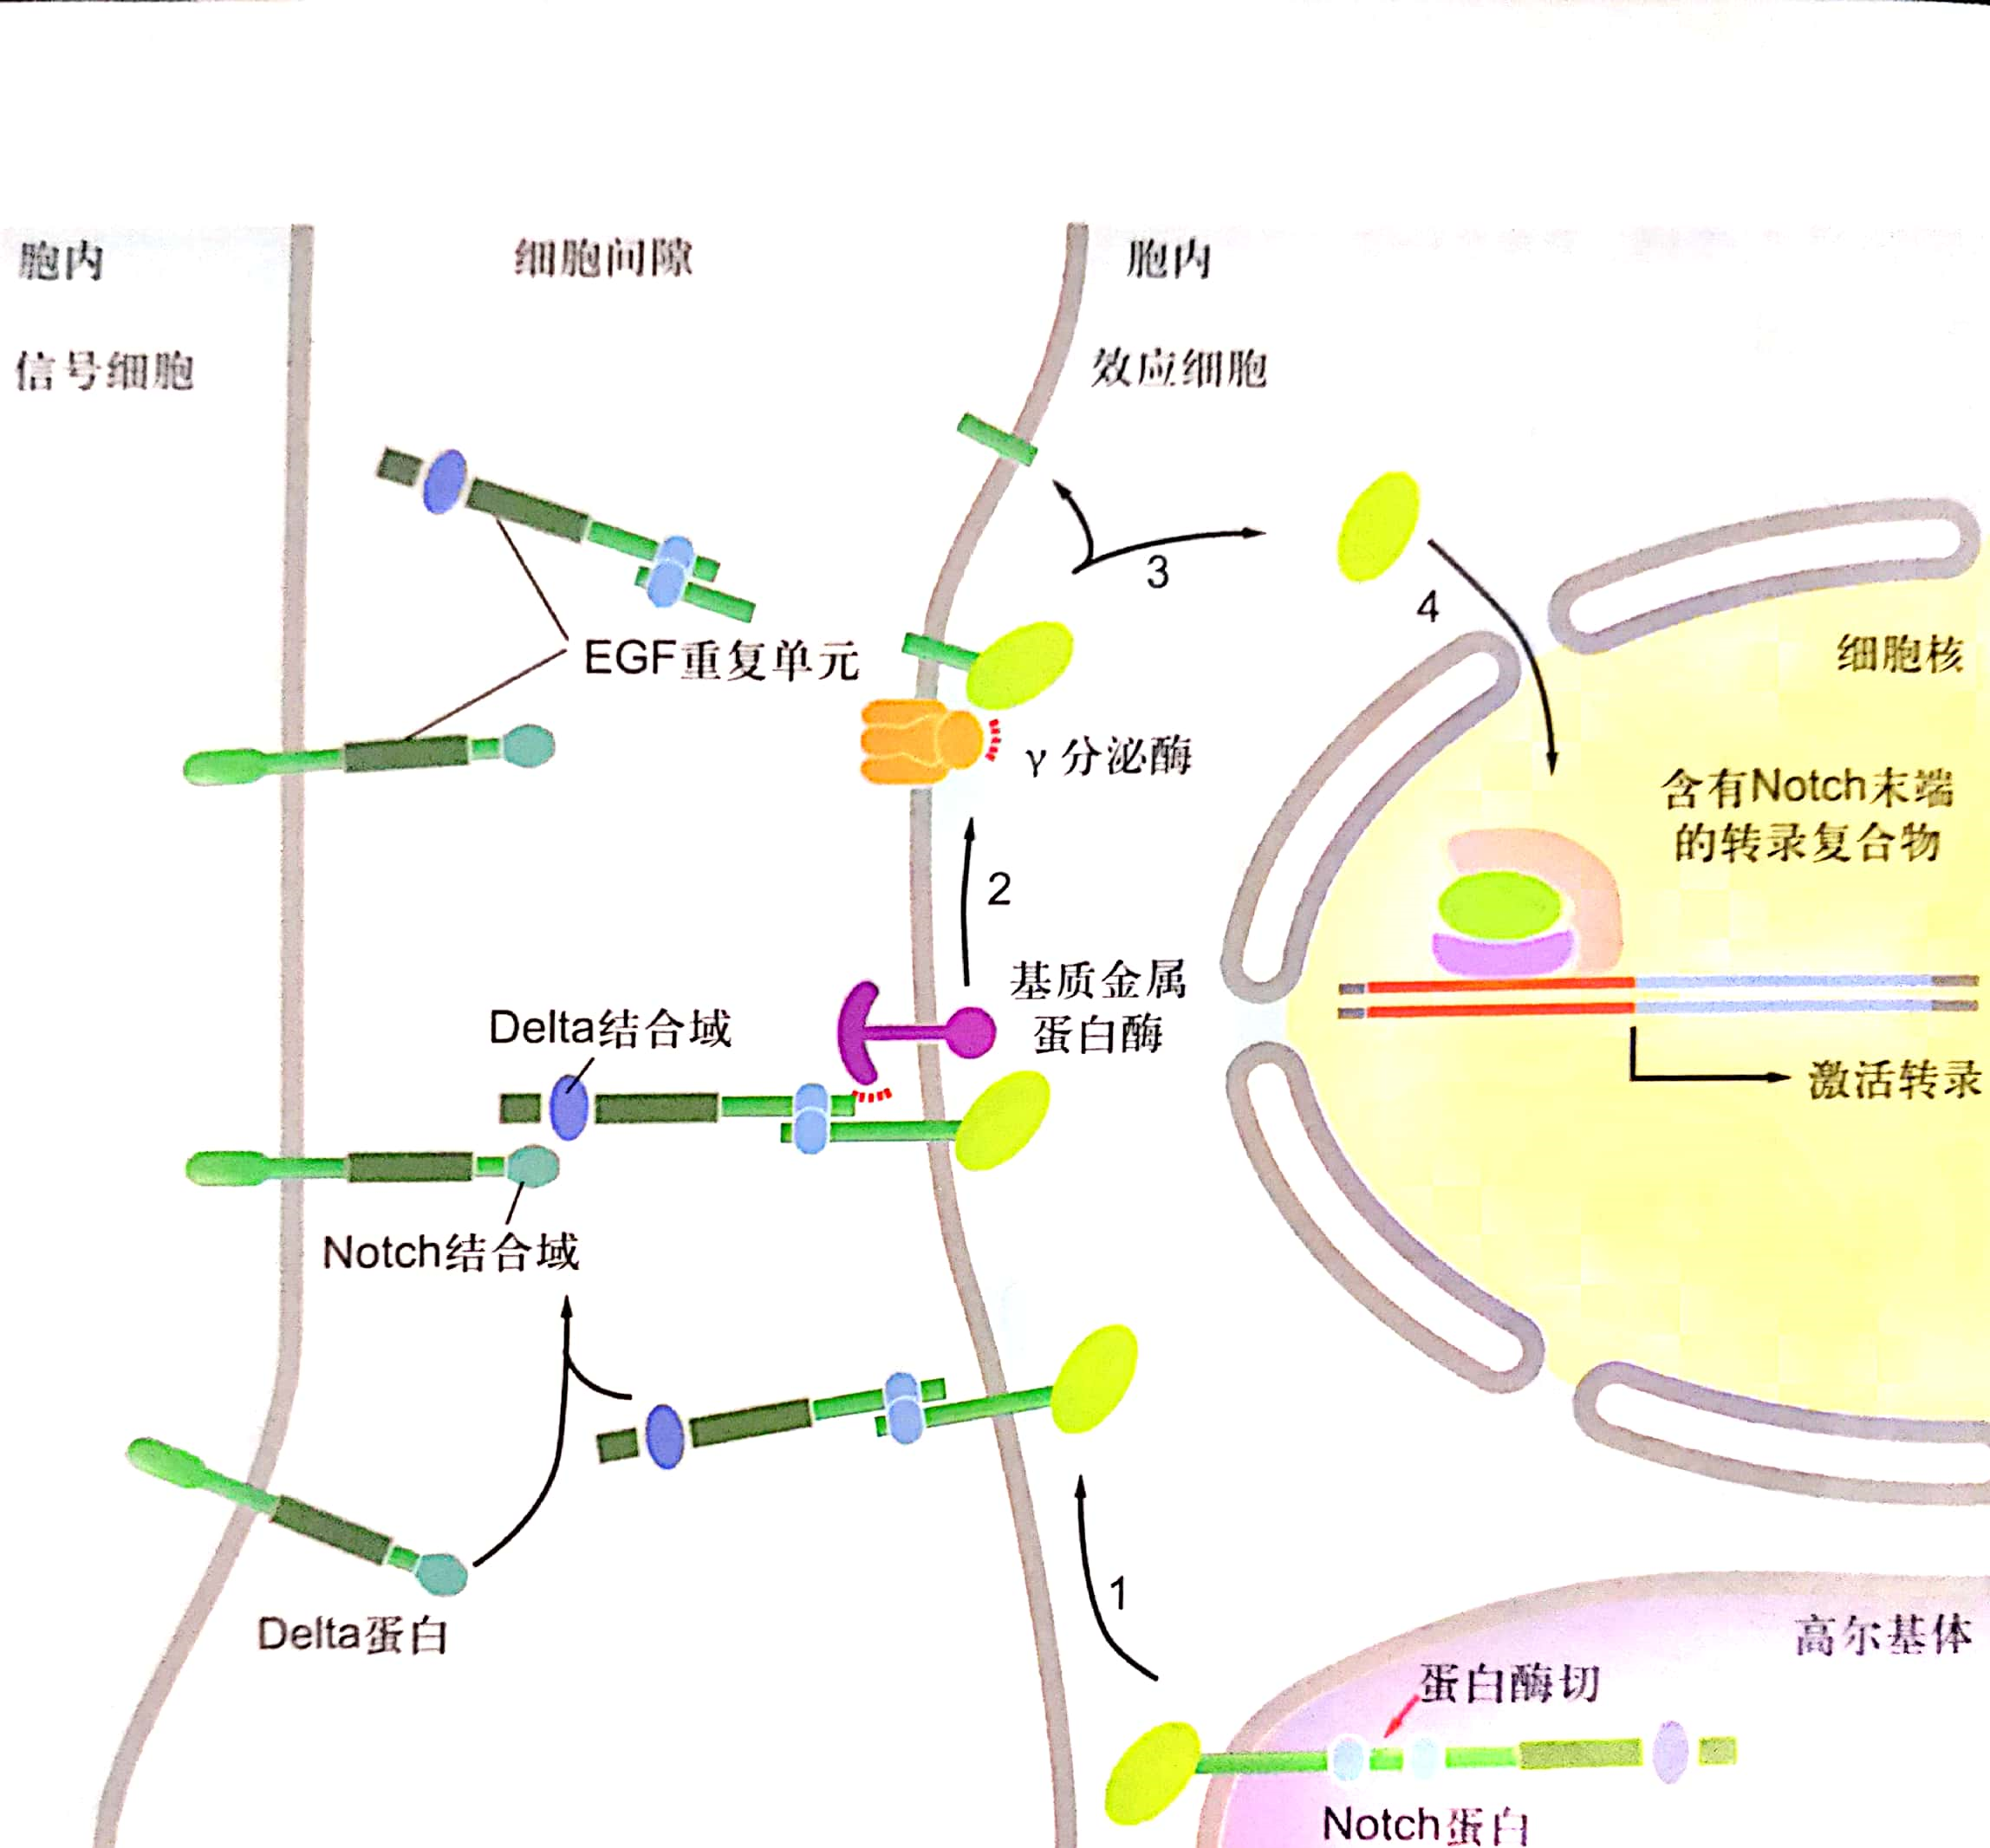 胞内
细胞间隙
胞内
信号细胞
效应细胞
3
4
EGF重复单元
细胞核
γ 分泌酶
含有Notch末端
的转录复合物
2
基质金属
蛋白酶
Delta结合域
激活转录
Notch结合域
1
Delta蛋白
高尔基体
蛋白酶切
Notch蛋白